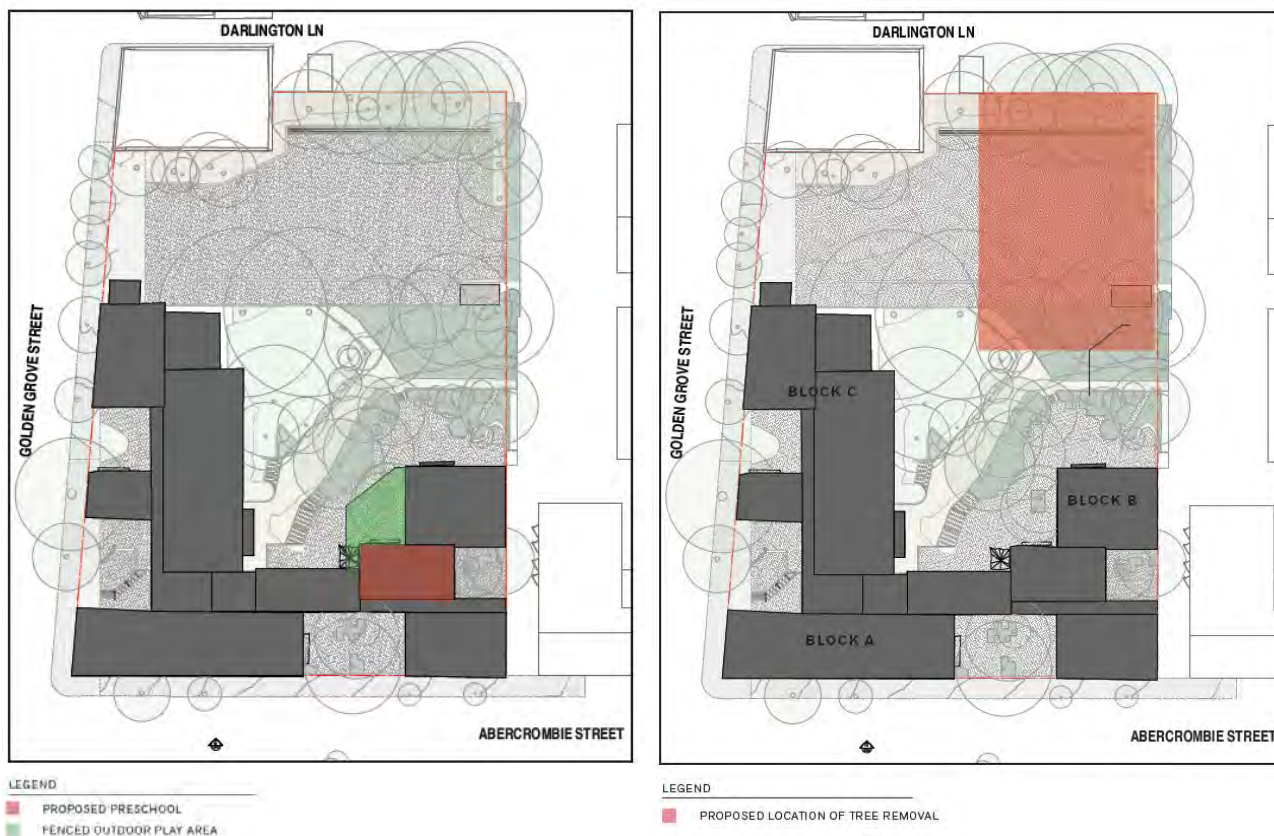 DARLINGTON LN
GOLDEN GROVE STREET
ABERCROMBIE STREET
LEGEND
PROPOSED PRESCHOOL
FENCED OUTDOOR PLAY AREA
DARLINGTON LN
GOLDEN GROVE STREET
BLOCK C
BLOCK B
BLOCK A
ABERCROMBIE STREET
LEGEND
PROPOSED LOCATION OF TREE REMOVAL